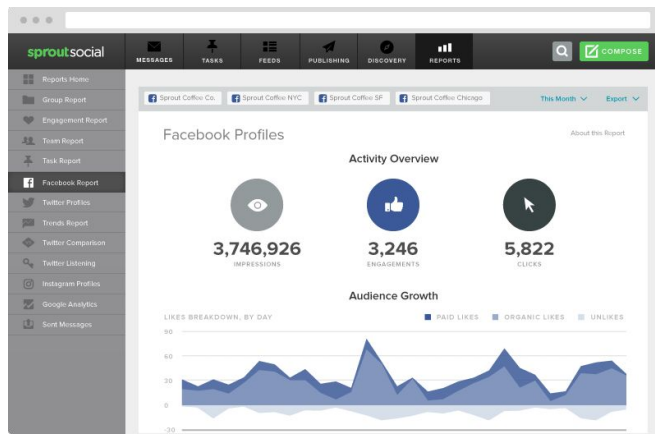 sproutsocial
MESSAGES
TASKS
FEEDS
PUBLISHING
DISCOVERY
REPORTS
COMPOSE
Reports Home
Group Report
Engagement Report
Team Report
Task Report
Facebook Report
Twitter Profiles
Trends Report
Twitter Comparison
Twitter Listening
Instagram Profiles
Google Analytics
Sent Messages
Sprout Coffee Co.
Sprout Coffee NYC
Sprout Coffee SF
Sprout Coffee Chicago
This Month
Export
Facebook Profiles
About this Report
Activity Overview
3,746,926
IMPRESSIONS
3,246
ENGAGEMENTS
5,822
CLICKS
Audience Growth
LIKES BREAKDOWN, BY DAY
PAID LIKES
ORGANIC LIKES
UNLIKES
90
60
30
0
-30